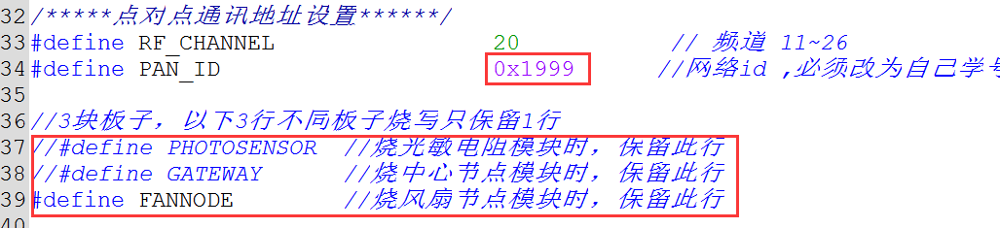 32 /*****点对点通讯地址设置******/
33 #define RF_CHANNEL 20 // 频道 11~26
34 #define PAN_ID 0x1999 //网络id ,必须改为自己学号
35
36 //3块板子，以下3行不同板子烧写只保留1行
37 //#define PHOTOSENSOR //烧光敏电阻模块时，保留此行
38 //#define GATEWAY //烧中心节点模块时，保留此行
39 #define FANNODE //烧风扇节点模块时，保留此行
40